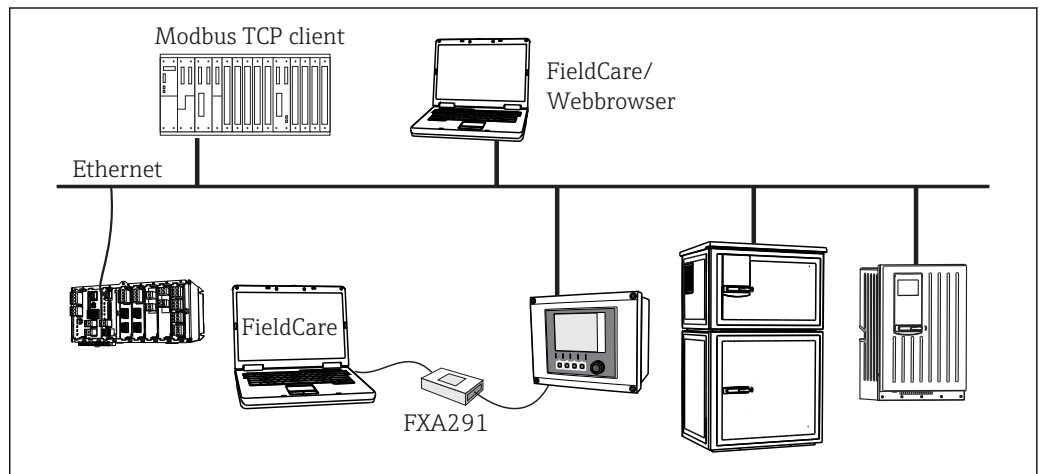 Modbus TCP client
FieldCare/
Webbrowser
Ethernet
FieldCare
FXA291